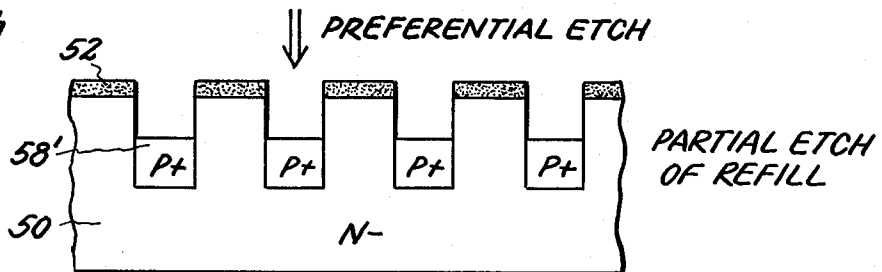 PREFERENTIAL ETCH
52
58'
P+ P+ P+ P+
PARTIAL ETCH
OF REFILL
50
N-